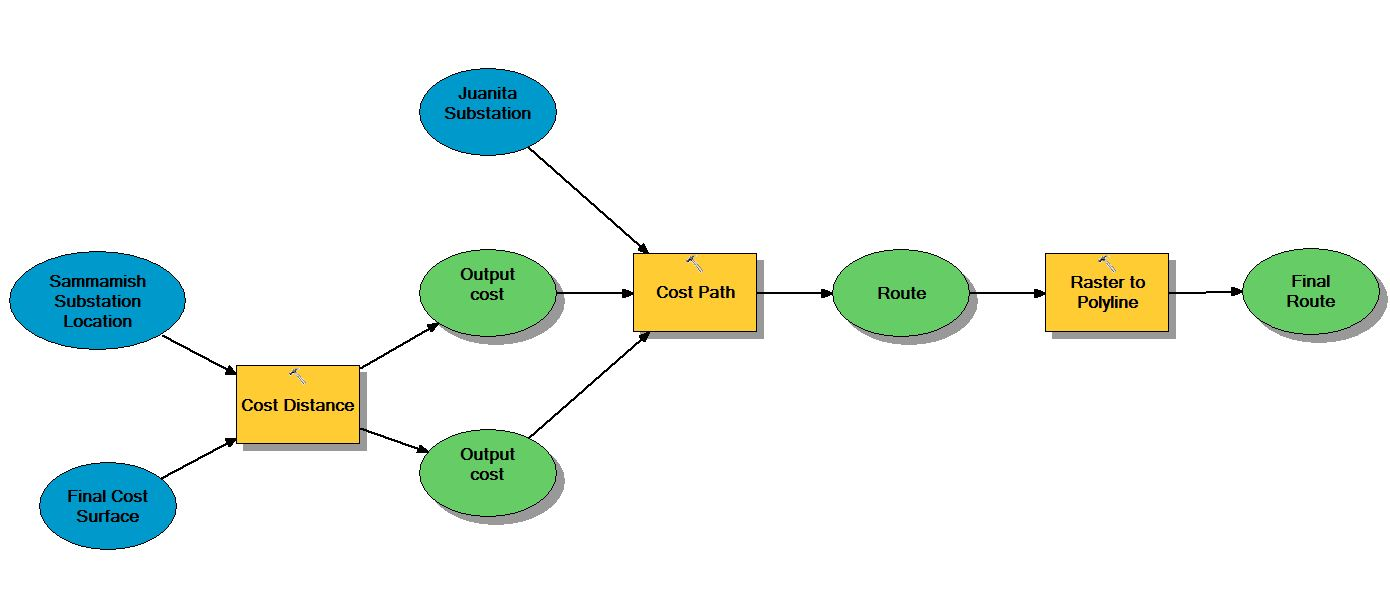 Juanita
Substation
Sammamish
Substation
Location
Output
cost
Cost Path
Route
Raster to
Polyline
Final
Route
Cost Distance
Output
cost
Final Cost
Surface